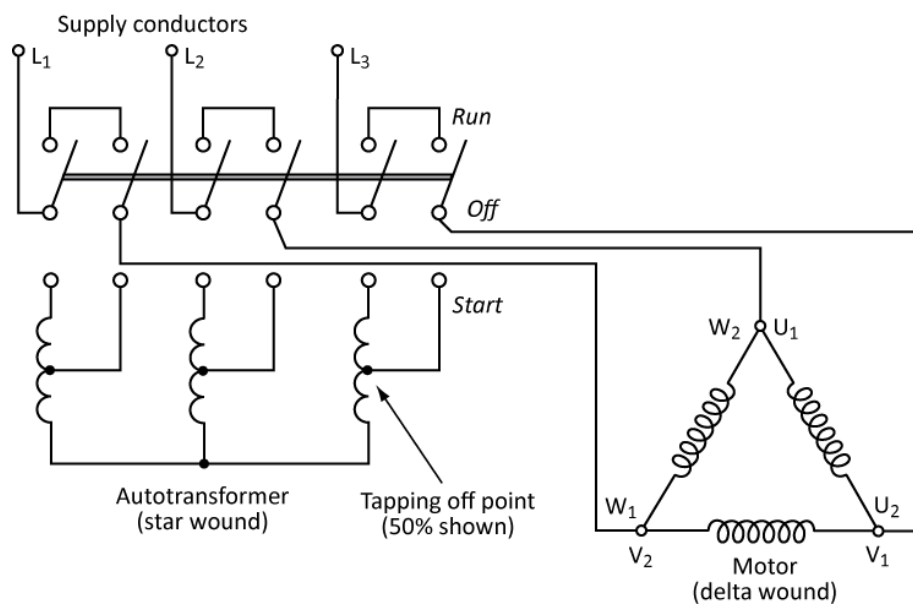 Supply conductors
L₁ L₂ L₃
Run
Off
Start
W₂ U₁
Autotransformer
(star wound)
Tapping off point
(50% shown)
W₁ U₂
V₂ V₁
Motor
(delta wound)